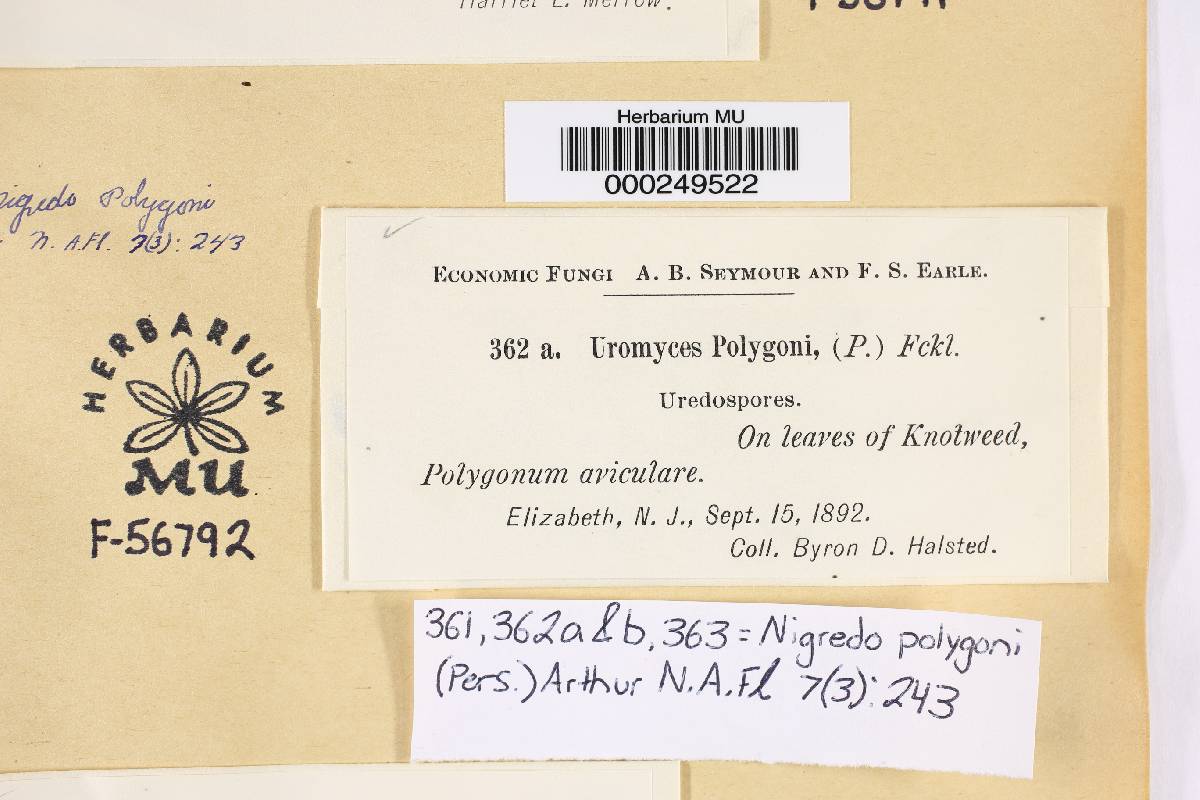 Harriet L. Merrow.
Herbarium MU
000249522
Polygoni
N. A. Fl. 7(3): 243
HERBARIUM
MU
F-56792
ECONOMIC FUNGI A. B. SEYMOUR AND F. S. EARLE.
362 a. Uromyces Polygoni, (P.) Fckl.
Uredospores.
On leaves of Knotweed,
Polygonum aviculare.
Elizabeth, N. J., Sept. 15, 1892.
Coll. Byron D. Halsted.
361, 362a & b, 363 = Nigredo polygoni
(Pers.) Arthur N.A.Fl 7(3): 243